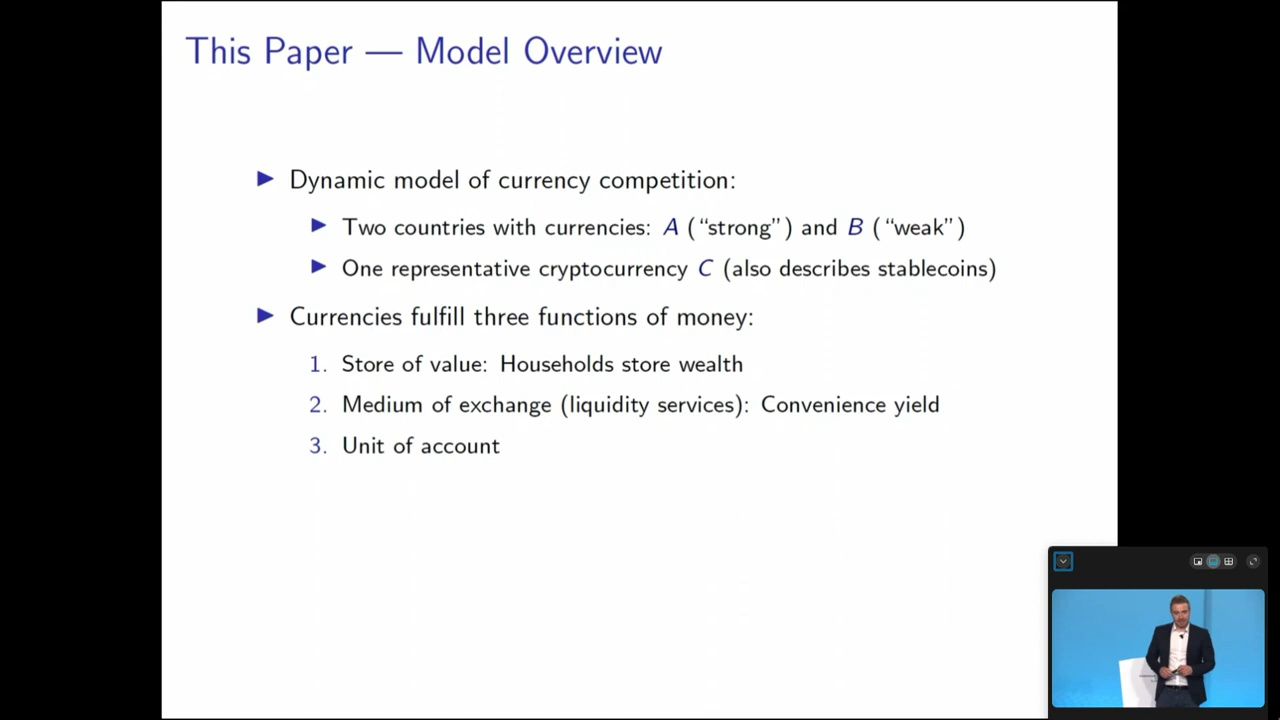 This Paper — Model Overview
▶ Dynamic model of currency competition:
▶ Two countries with currencies: A (“strong”) and B (“weak”)
▶ One representative cryptocurrency C (also describes stablecoins)
▶ Currencies fulfill three functions of money:
1. Store of value: Households store wealth
2. Medium of exchange (liquidity services): Convenience yield
3. Unit of account